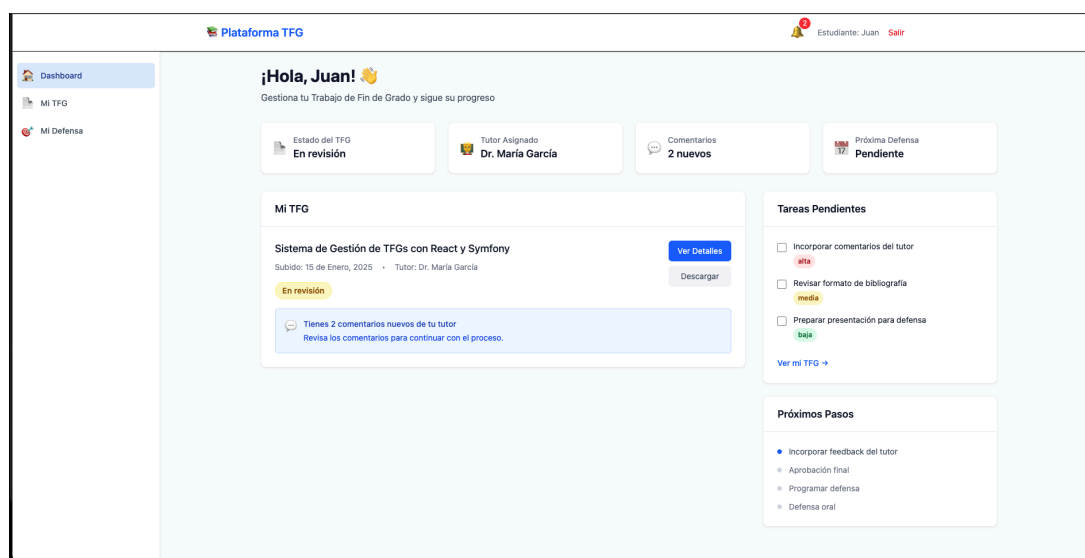 Plataforma TFG
2
Estudiante: Juan Salir
Dashboard
Mi TFG
Mi Defensa
¡Hola, Juan!
Gestiona tu Trabajo de Fin de Grado y sigue su progreso
Estado del TFG
En revisión
Tutor Asignado
Dr. María García
Comentarios
2 nuevos
17
Próxima Defensa
Pendiente
Mi TFG
Sistema de Gestión de TFGs con React y Symfony
Subido: 15 de Enero, 2025 • Tutor: Dr. María García
En revisión
Ver Detalles
Descargar
Tienes 2 comentarios nuevos de tu tutor
Revisa los comentarios para continuar con el proceso.
Tareas Pendientes
Incorporar comentarios del tutor
alta
Revisar formato de bibliografía
media
Preparar presentación para defensa
baja
Ver mi TFG →
Próximos Pasos
Incorporar feedback del tutor
Aprobación final
Programar defensa
Defensa oral